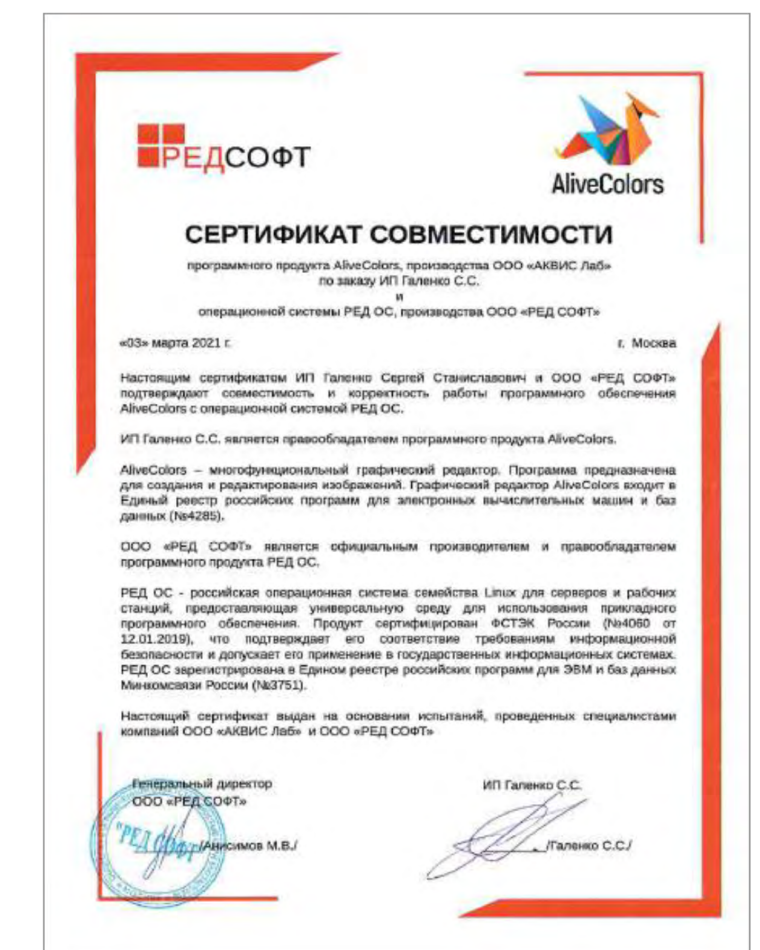 РЕДСОФТ
AliveColors
СЕРТИФИКАТ СОВМЕСТИМОСТИ
программного продукта AliveColors, производства ООО «АКВИС Лаб»
по заказу ИП Галенко С.С.
и
операционной системы РЕД ОС, производства ООО «РЕД СОФТ»
«03» марта 2021 г.
г. Москва
Настоящим сертификатом ИП Галенко Сергей Станиславович и ООО «РЕД СОФТ»
подтверждают совместимость и корректность работы программного обеспечения
AliveColors с операционной системой РЕД ОС.
ИП Галенко С.С. является правообладателем программного продукта AliveColors.
AliveColors – многофункциональный графический редактор. Программа предназначена
для создания и редактирования изображений. Графический редактор AliveColors входит в
Единый реестр российских программ для электронных вычислительных машин и баз
данных (№4285).
ООО «РЕД СОФТ» является официальным производителем и правообладателем
программного продукта РЕД ОС.
РЕД ОС - российская операционная система семейства Linux для серверов и рабочих
станций, предоставляющая универсальную среду для использования прикладного
программного обеспечения. Продукт сертифицирован ФСТЭК России (№4060 от
12.01.2019), что подтверждает его соответствие требованиям информационной
безопасности и допускает его применение в государственных информационных системах.
РЕД ОС зарегистрирована в Едином реестре российских программ для ЭВМ и баз данных
Минкомсвязи России (№3751).
Настоящий сертификат выдан на основании испытаний, проведенных специалистами
компаний ООО «АКВИС Лаб» и ООО «РЕД СОФТ»
Генеральный директор
ООО «РЕД СОФТ»
ИП Галенко С.С.
"РЕД СОФТ"
/Анисимов М.В./
/Галенко С.С./